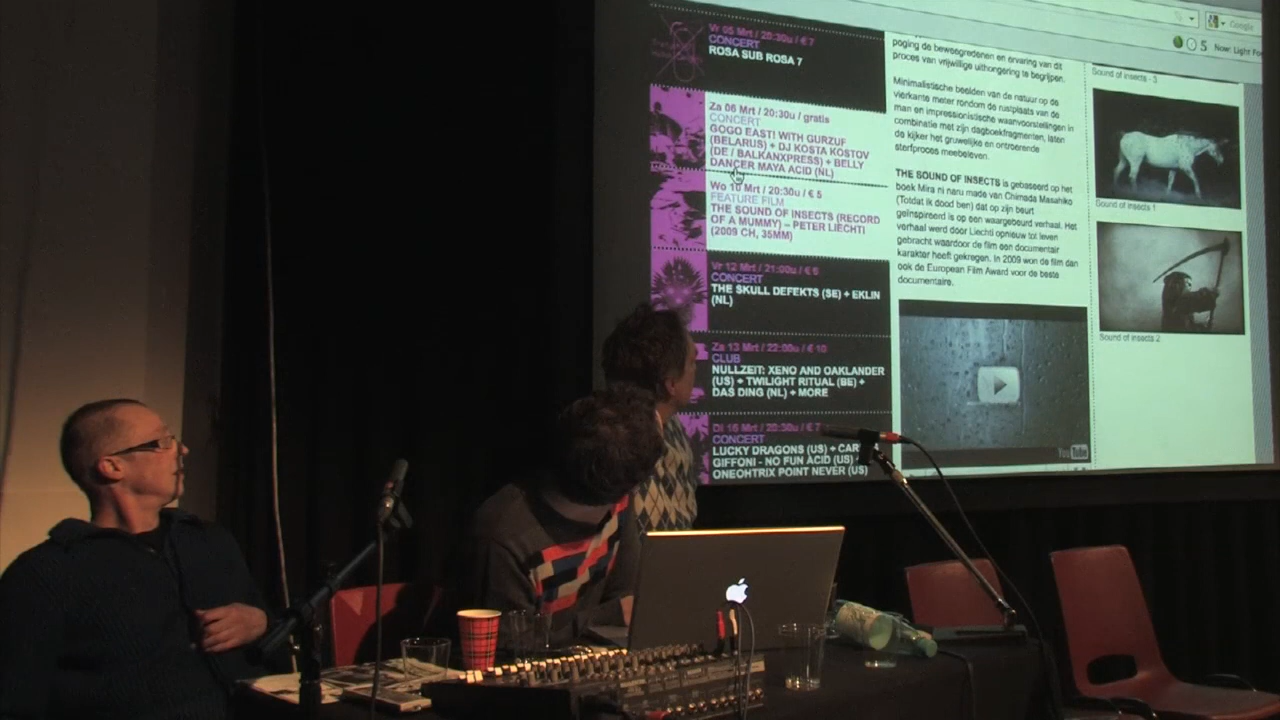 Google
5 Now: Light Fo
Vr 05 Mrt / 20:30u / € 7
CONCERT
ROSA SUB ROSA 7
Za 06 Mrt / 20:30u / gratis
CONCERT
GOGO EAST! WITH GURZUF
(BELARUS) + DJ KOSTA KOSTOV
(DE / BALKANXPRESS) + BELLY
DANCER MAYA ACID (NL)
Wo 10 Mrt / 20:30u / € 5
FEATURE FILM
THE SOUND OF INSECTS (RECORD
OF A MUMMY) – PETER LIECHTI
(2009 CH, 35MM)
Vr 12 Mrt / 21:00u / € 6
CONCERT
THE SKULL DEFEKTS (SE) + EKLIN
(NL)
Za 13 Mrt / 22:00u / € 10
CLUB
NULLZEIT: XENO AND OAKLANDER
(US) + TWILIGHT RITUAL (BE) +
DAS DING (NL) + MORE
Di 16 Mrt / 20:30u / € 7
CONCERT
LUCKY DRAGONS (US) +
GIFFONI - NO FUN ACID (US)
ONEOHTRIX POINT NEVER (US)
poging de beweegredenen en ervaring van dit
proces van vrijwillige uithongering te begrijpen.
Minimalistische beelden van de natuur op de
vierkante meter rondom de rustplaats van de
man en impressionistische waanvoorstellingen in
combinatie met zijn dagboekfragmenten, laten
de kijker het gruwelijke en ontroerende
sterfproces meebeleven.
THE SOUND OF INSECTS is gebaseerd op het
boek Mira ni naru made van Chimada Masahiko
(Totdat ik dood ben) dat op zijn beurt
geïnspireerd is op een waargebeurd verhaal. Het
verhaal werd door Liechti opnieuw tot leven
gebracht waardoor de film een documentair
karakter heeft gekregen. In 2009 won de film dan
ook de European Film Award voor de beste
documentaire.
YouTube
Sound of insects - 3
Sound of insects 1
Sound of insects 2